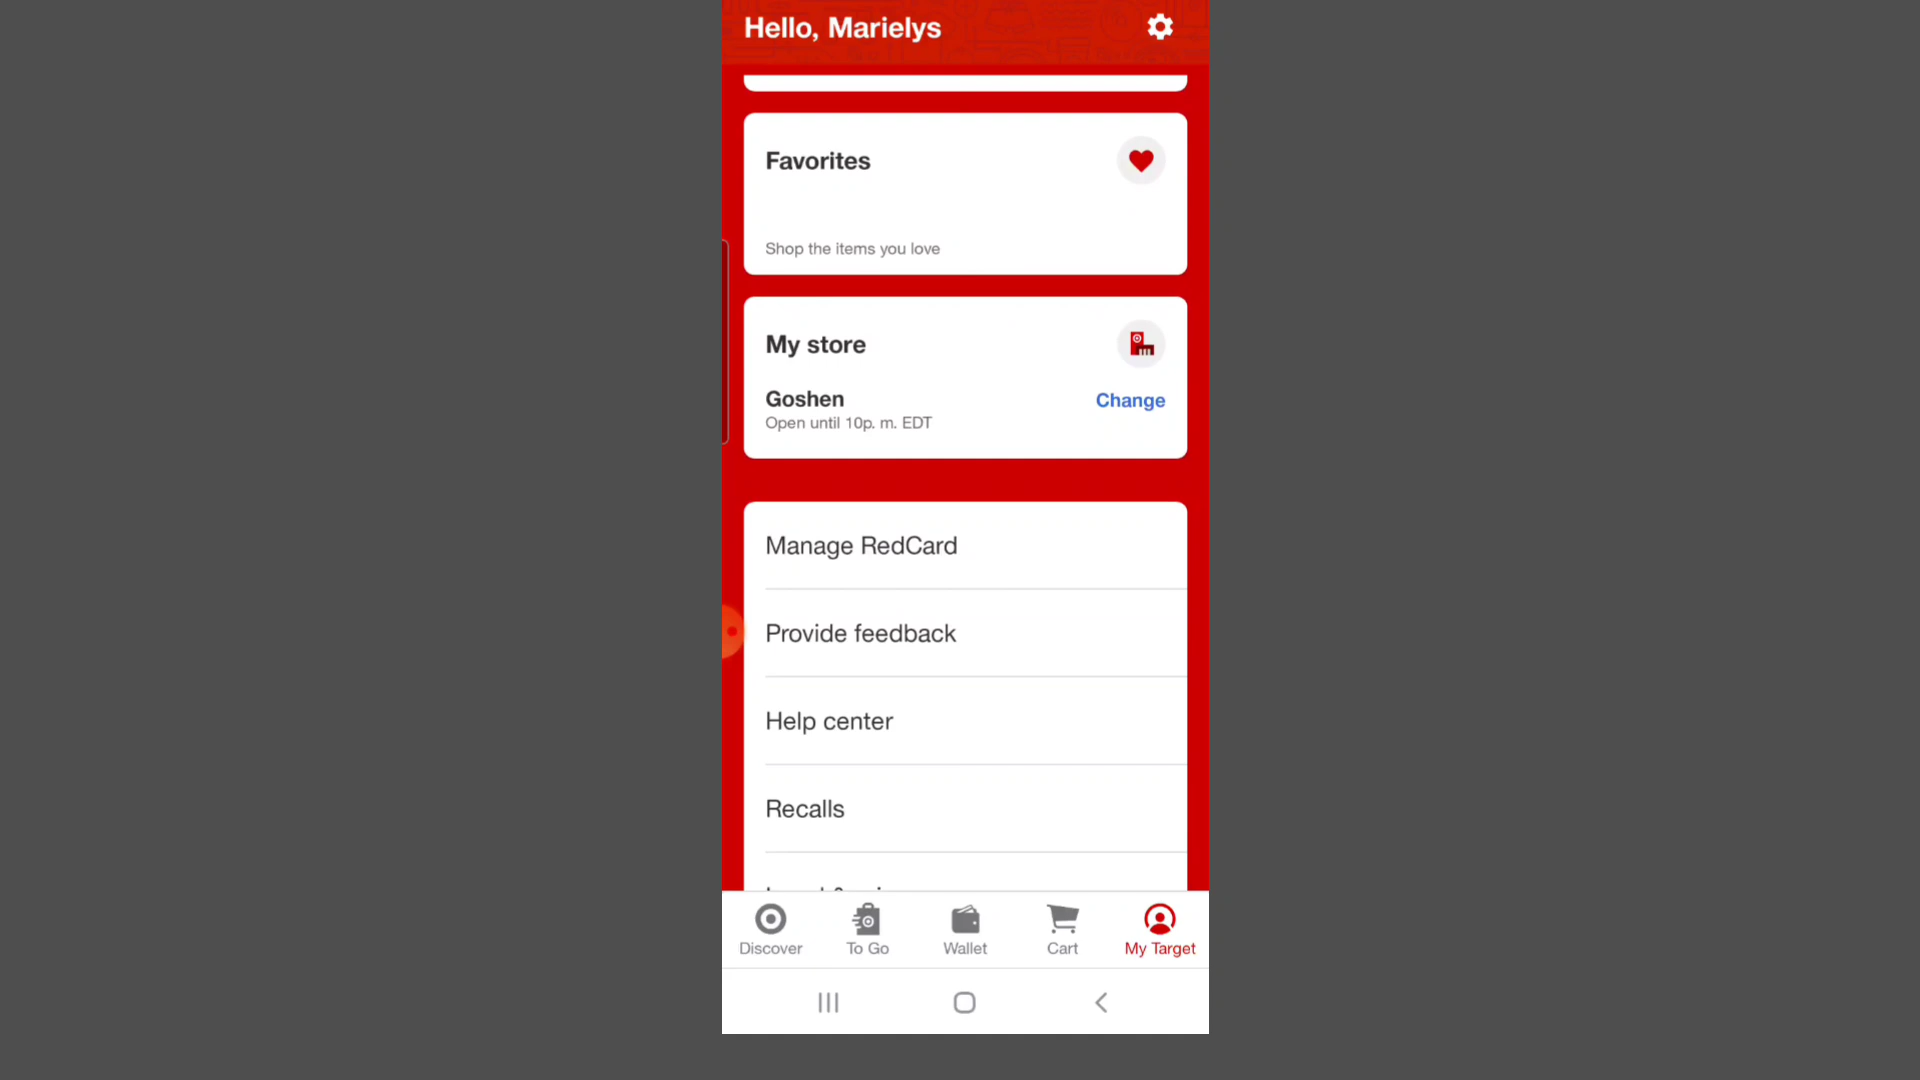 Hello, Marielys
Favorites
Shop the items you love
My store
Goshen
Change
Open until 10p. m. EDT
Manage RedCard
Provide feedback
Help center
Recalls
Discover
To Go
Wallet
Cart
My Target